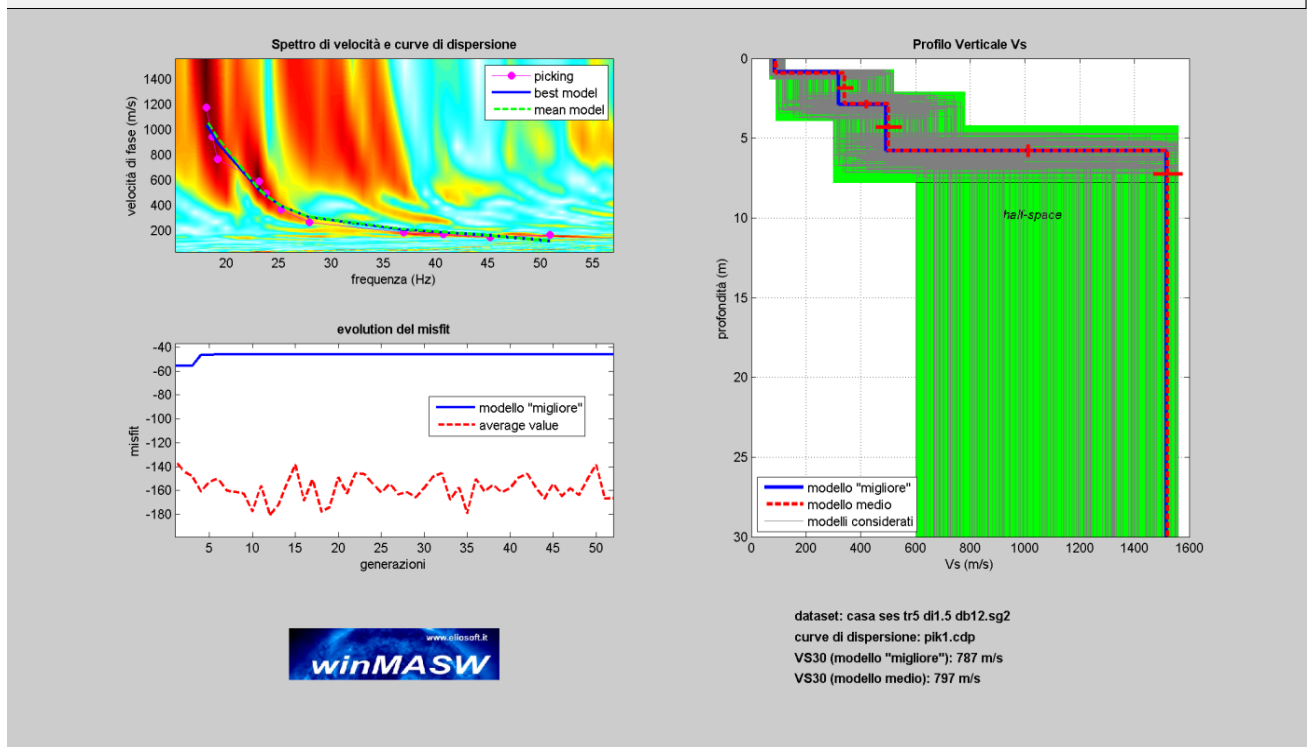 Spettro di velocità e curve di dispersione
velocità di fase (m/s)
1400
1200
1000
800
600
400
200
picking
best model
mean model
20 25 30 35 40 45 50 55
frequenza (Hz)
evolution del misfit
misfit
-40
-60
-80
-100
-120
-140
-160
-180
modello "migliore"
average value
5 10 15 20 25 30 35 40 45 50
generazioni
www.eliosoft.it
winMASW
Profilo Verticale Vs
profondità (m)
0
5
10
15
20
25
30
half-space
modello "migliore"
modello medio
modelli considerati
0 200 400 600 800 1000 1200 1400 1600
Vs (m/s)
dataset: casa ses tr5 di1.5 db12.sg2
curve di dispersione: pik1.cdp
VS30 (modello "migliore"): 787 m/s
VS30 (modello medio): 797 m/s